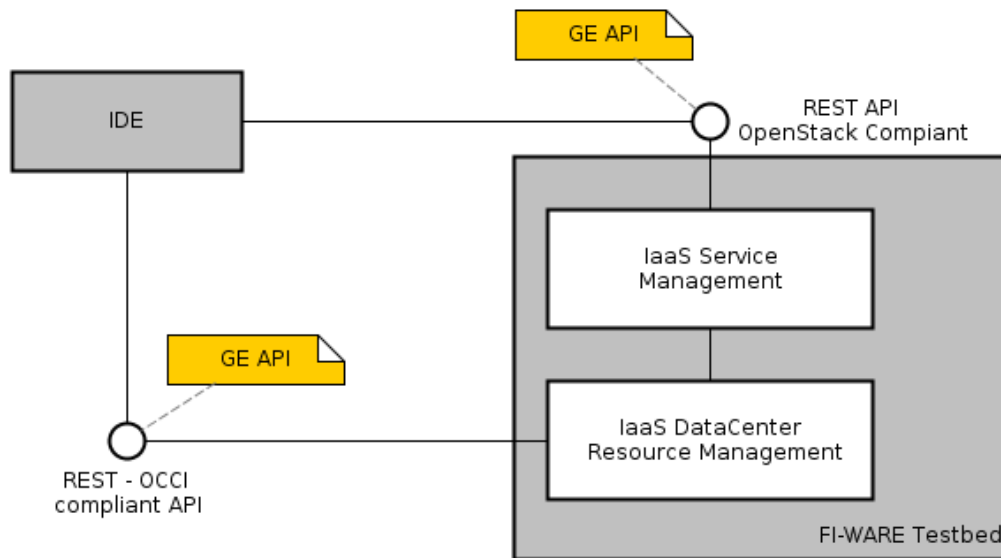 GE API
IDE
REST API
OpenStack Compiant
IaaS Service
Management
GE API
IaaS DataCenter
Resource Management
REST - OCCI
compliant API
FI-WARE Testbed